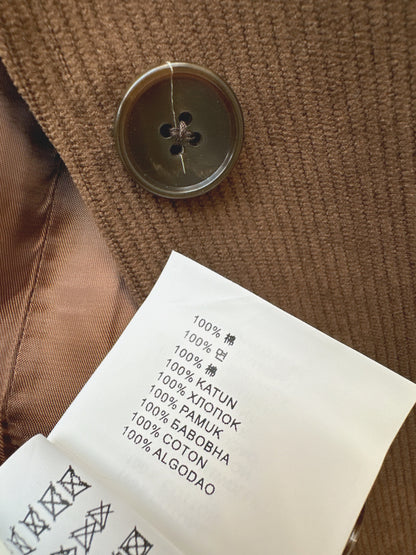 100% 棉
100% 면
100% 棉
100% KATUN
100% ХЛОПОК
100% PAMUK
100% БАВОВНА
100% COTON
100% ALGODAO